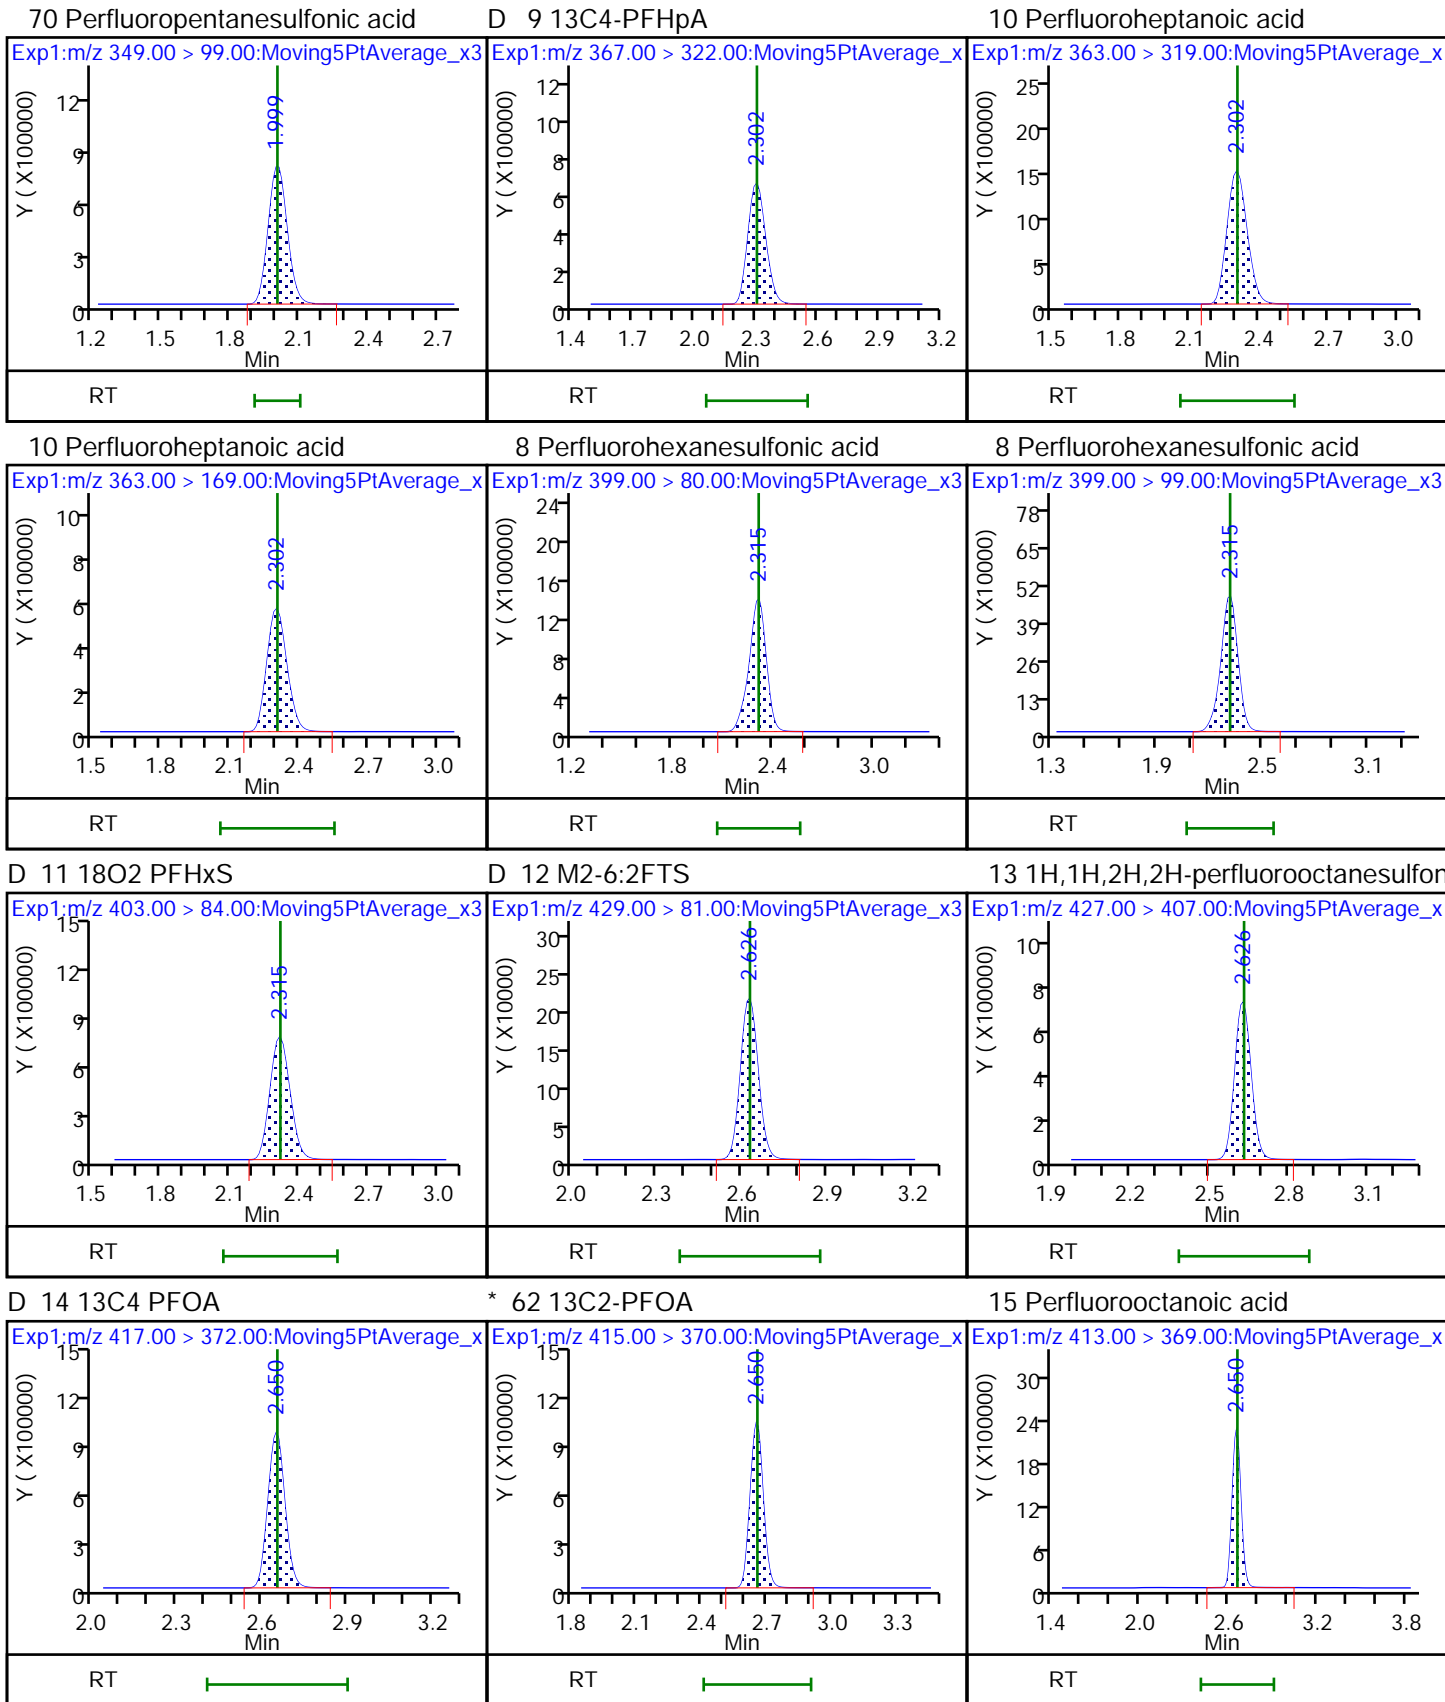 70 Perfluoropentanesulfonic acid
Exp1:m/z 349.00 > 99.00:Moving5PtAverage_x3
Y ( X100000)
12
9
6
3
0
1.999
1.2 1.5 1.8 2.1 2.4 2.7
Min
RT
D 9 13C4-PFHpA
Exp1:m/z 367.00 > 322.00:Moving5PtAverage_x
Y ( X100000)
12
10
8
6
4
2
0
2.302
1.4 1.7 2.0 2.3 2.6 2.9 3.2
Min
RT
10 Perfluoroheptanoic acid
Exp1:m/z 363.00 > 319.00:Moving5PtAverage_x
Y ( X100000)
25
20
15
10
5
0
2.302
1.5 1.8 2.1 2.4 2.7 3.0
Min
RT
10 Perfluoroheptanoic acid
Exp1:m/z 363.00 > 169.00:Moving5PtAverage_x
Y ( X100000)
10
8
6
4
2
0
2.302
1.5 1.8 2.1 2.4 2.7 3.0
Min
RT
8 Perfluorohexanesulfonic acid
Exp1:m/z 399.00 > 80.00:Moving5PtAverage_x3
Y ( X100000)
24
20
16
12
8
4
0
2.315
1.2 1.8 2.4 3.0
Min
RT
8 Perfluorohexanesulfonic acid
Exp1:m/z 399.00 > 99.00:Moving5PtAverage_x3
Y ( X10000)
78
65
52
39
26
13
0
2.315
1.3 1.9 2.5 3.1
Min
RT
D 11 18O2 PFHxS
Exp1:m/z 403.00 > 84.00:Moving5PtAverage_x3
Y ( X100000)
15
12
9
6
3
0
2.315
1.5 1.8 2.1 2.4 2.7 3.0
Min
RT
D 12 M2-6:2FTS
Exp1:m/z 429.00 > 81.00:Moving5PtAverage_x3
Y ( X10000)
30
25
20
15
10
5
0
2.626
2.0 2.3 2.6 2.9 3.2
Min
RT
13 1H,1H,2H,2H-perfluorooctanesulfon
Exp1:m/z 427.00 > 407.00:Moving5PtAverage_x
Y ( X100000)
10
8
6
4
2
0
2.626
1.9 2.2 2.5 2.8 3.1
Min
RT
D 14 13C4 PFOA
Exp1:m/z 417.00 > 372.00:Moving5PtAverage_x
Y ( X100000)
15
12
9
6
3
0
2.650
2.0 2.3 2.6 2.9 3.2
Min
RT
* 62 13C2-PFOA
Exp1:m/z 415.00 > 370.00:Moving5PtAverage_x
Y ( X100000)
15
12
9
6
3
0
2.650
1.8 2.1 2.4 2.7 3.0 3.3
Min
RT
15 Perfluorooctanoic acid
Exp1:m/z 413.00 > 369.00:Moving5PtAverage_x
Y ( X100000)
30
24
18
12
6
0
2.650
1.4 2.0 2.6 3.2 3.8
Min
RT